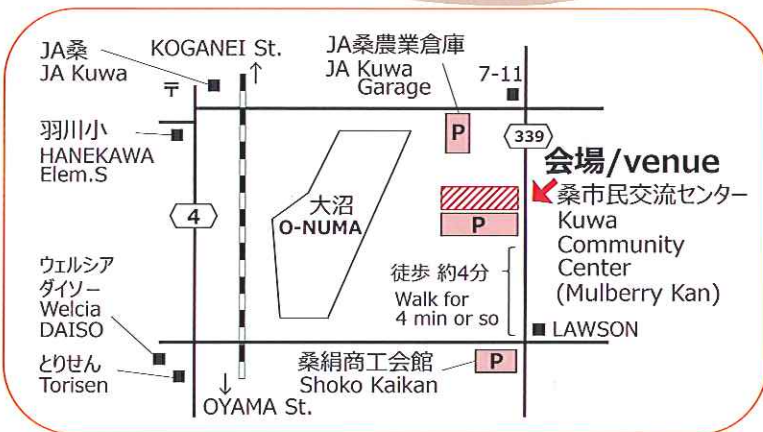 JA桑
JA Kuwa
〒
KOGANEI St.
↑
JA桑農業倉庫
JA Kuwa
Garage
7-11
羽川小
HANEKAWA
Elem.S
P
339
会場/venue
桑市民交流センター
Kuwa
Community
Center
(Mulberry Kan)
4
大沼
O-NUMA
P
ウェルシア
ダイソー
Welcia
DAISO
徒歩 約4分
Walk for
4 min or so
LAWSON
とりせん
Torisen
↓
OYAMA St.
桑絹商工会館
Shoko Kaikan
P